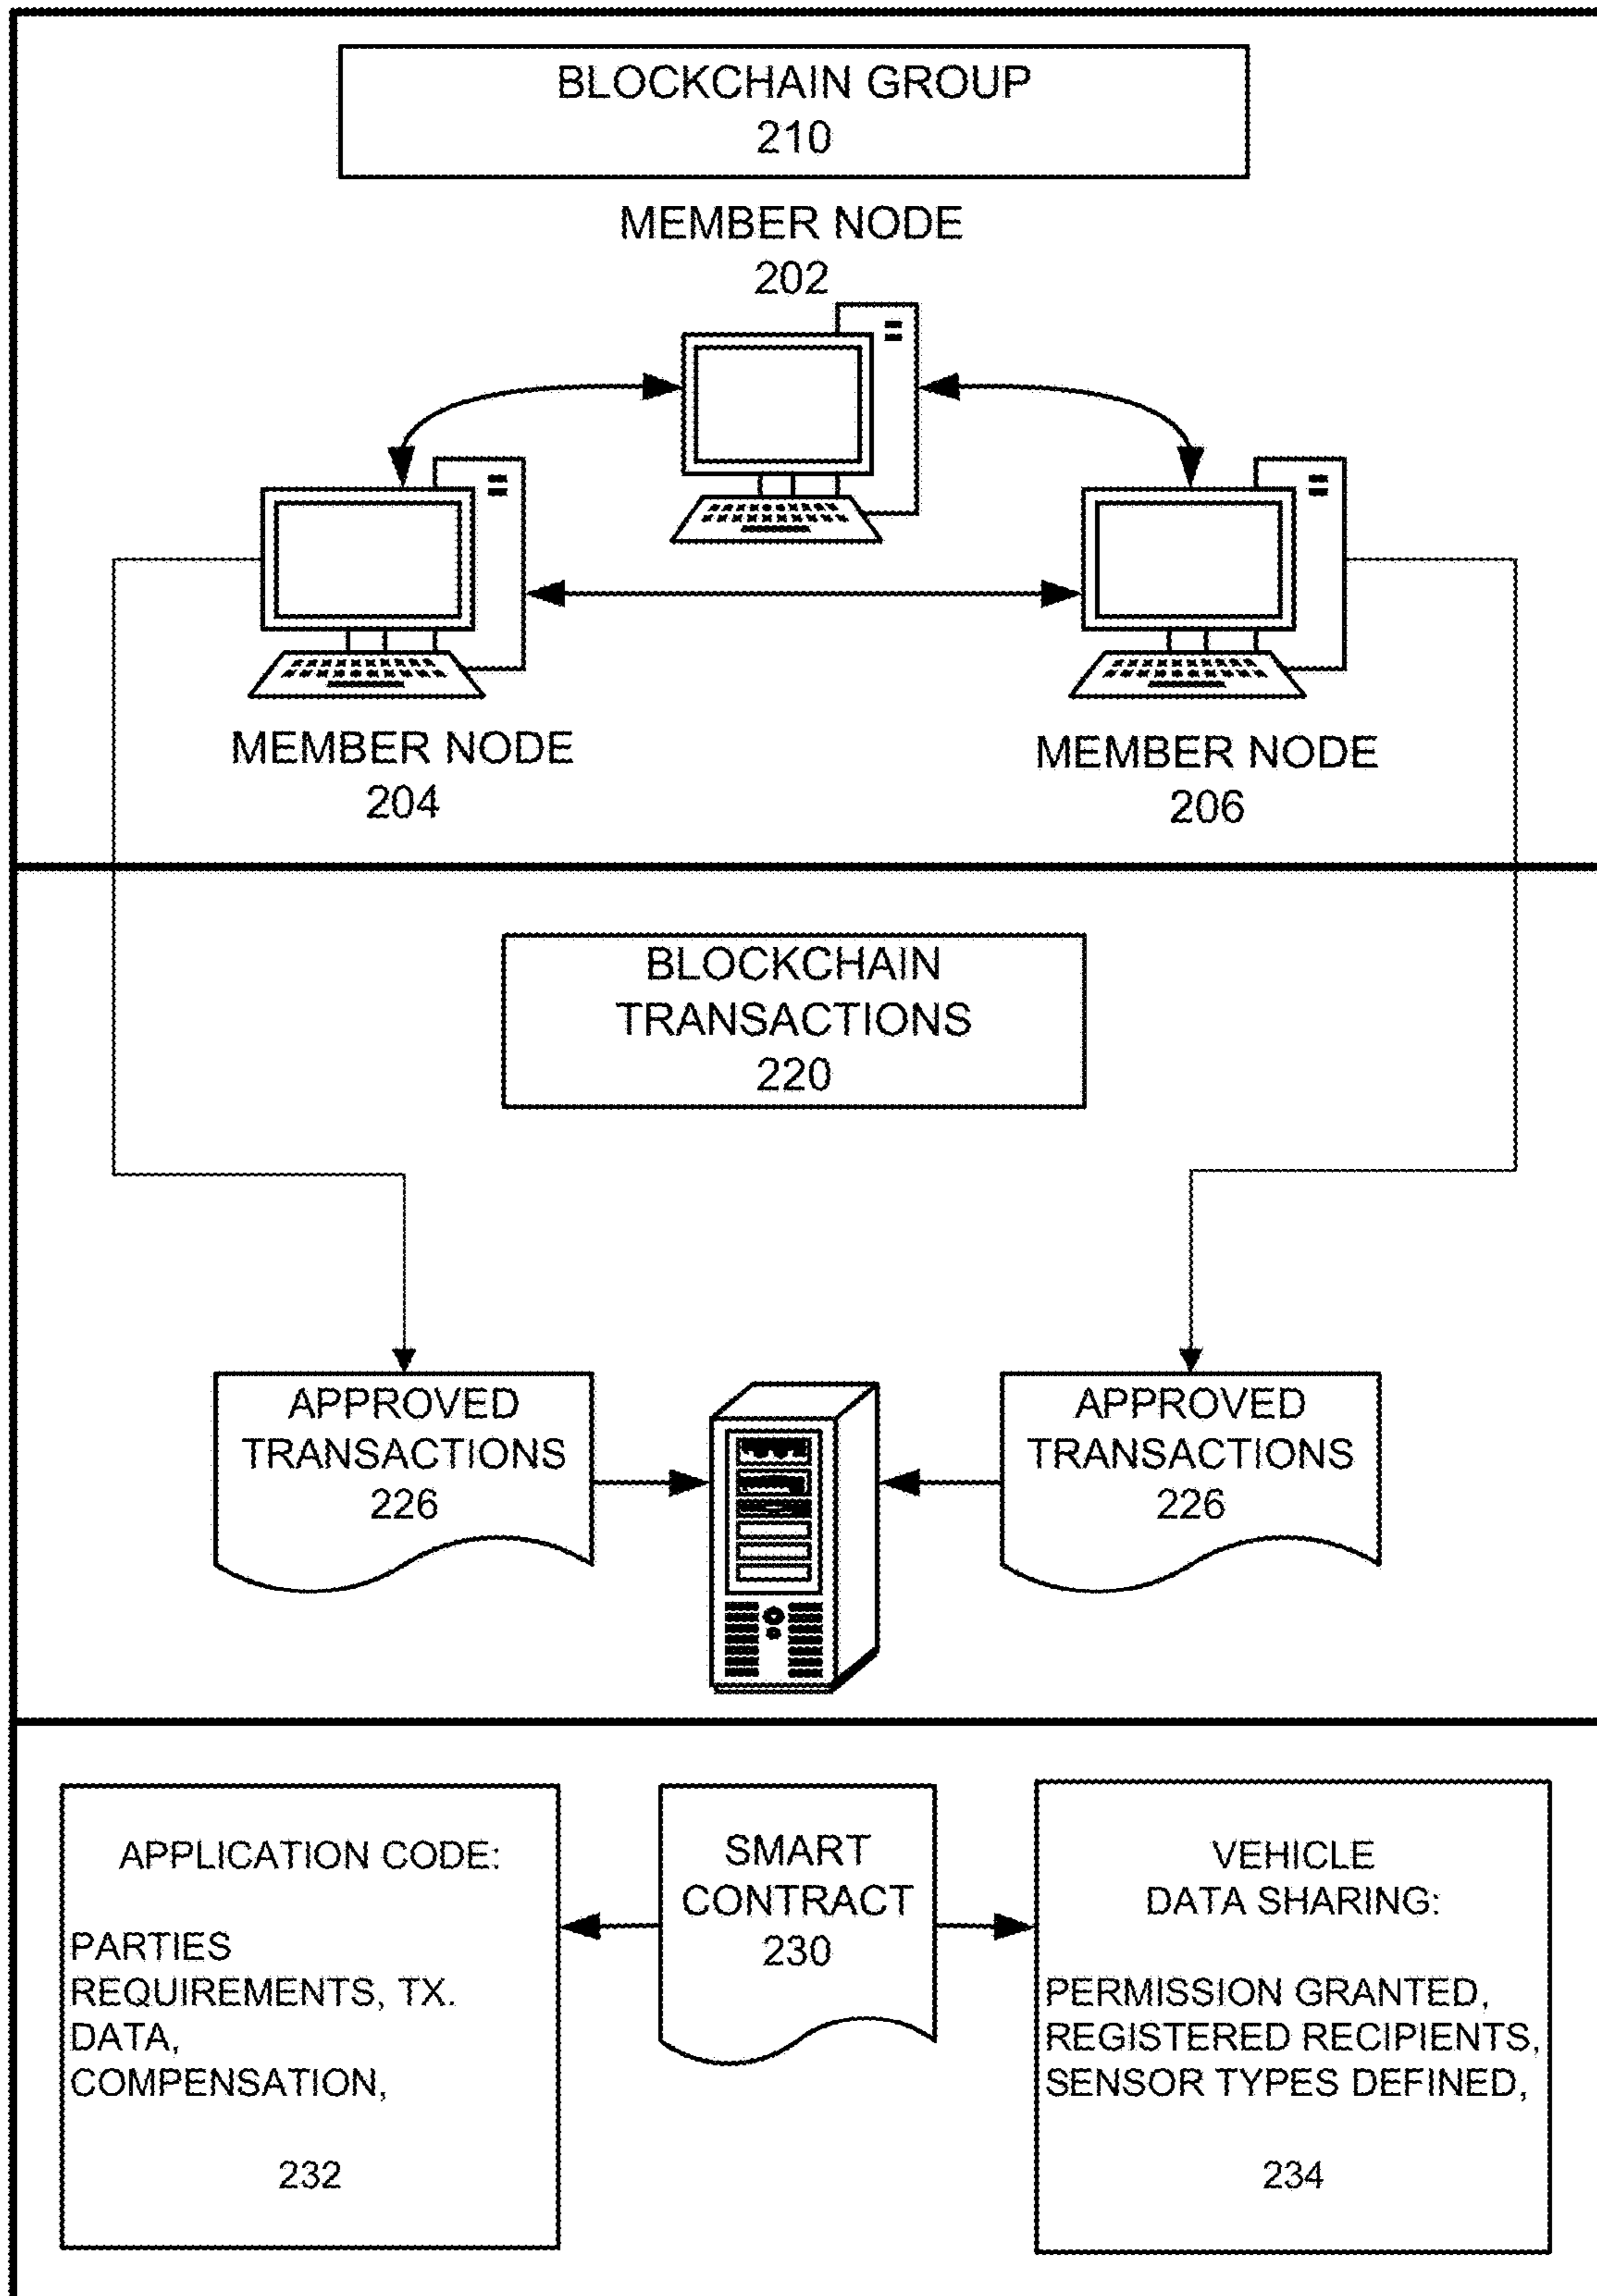 BLOCKCHAIN GROUP
210
MEMBER NODE
202
MEMBER NODE
204
MEMBER NODE
206
BLOCKCHAIN
TRANSACTIONS
220
APPROVED
TRANSACTIONS
226
APPROVED
TRANSACTIONS
226
APPLICATION CODE:
PARTIES
REQUIREMENTS, TX.
DATA,
COMPENSATION,
232
SMART
CONTRACT
230
VEHICLE
DATA SHARING:
PERMISSION GRANTED,
REGISTERED RECIPIENTS,
SENSOR TYPES DEFINED,
234